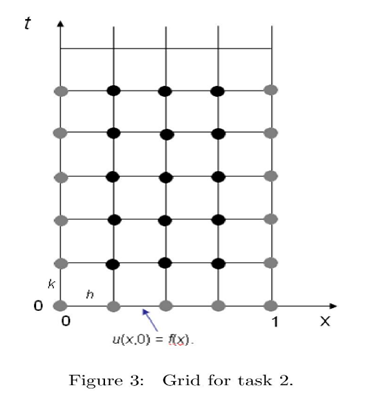 t
k
h
0
0 1 X
u(x,0) = f(x).
Figure 3: Grid for task 2.